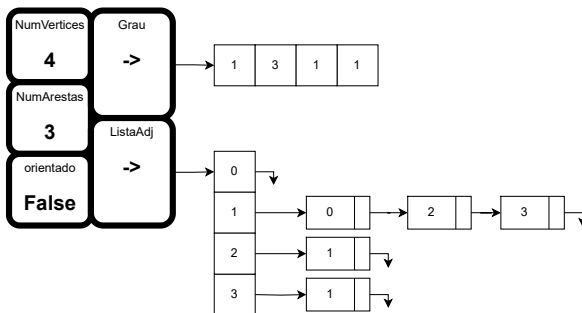 NumVertices
4
Grau
->
1 3 1 1
NumArestas
3
ListaAdj
->
orientado
False
0
1 0 2 3
2 1
3 1